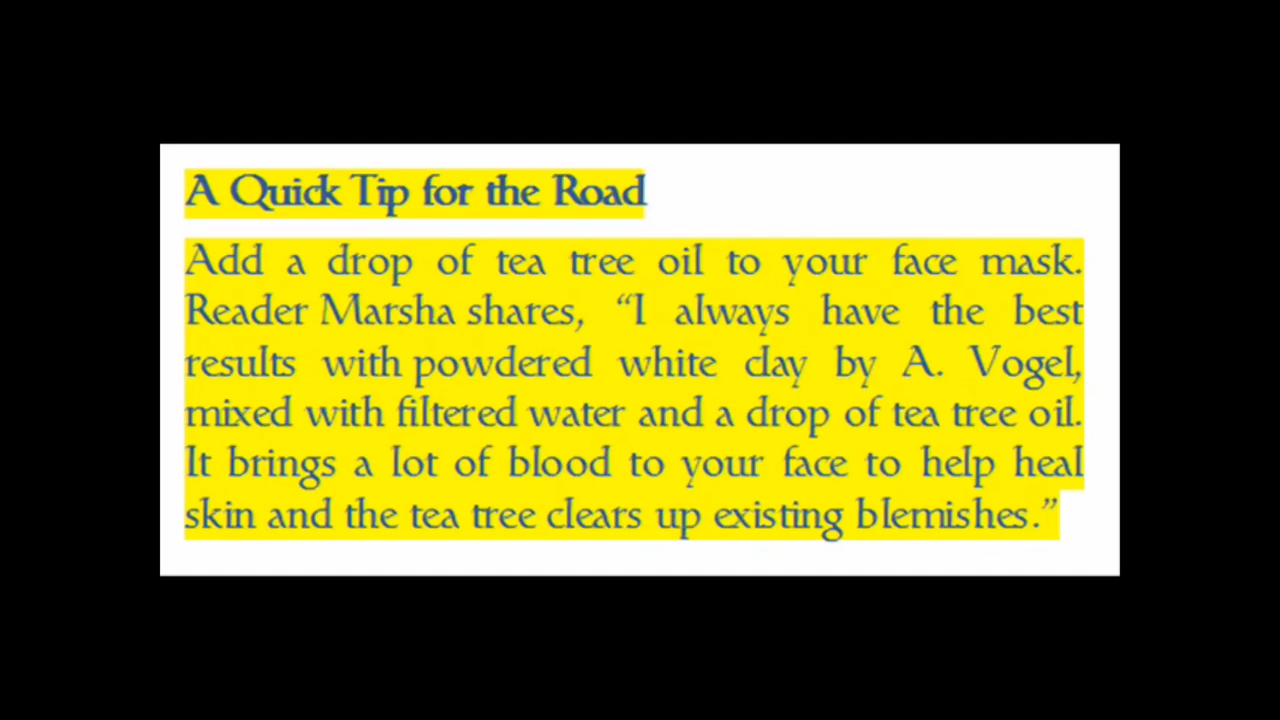 A Quick Tip for the Road
Add a drop of tea tree oil to your face mask.
Reader Marsha shares, “I always have the best
results with powdered white clay by A. Vogel,
mixed with filtered water and a drop of tea tree oil.
It brings a lot of blood to your face to help heal
skin and the tea tree clears up existing blemishes.”